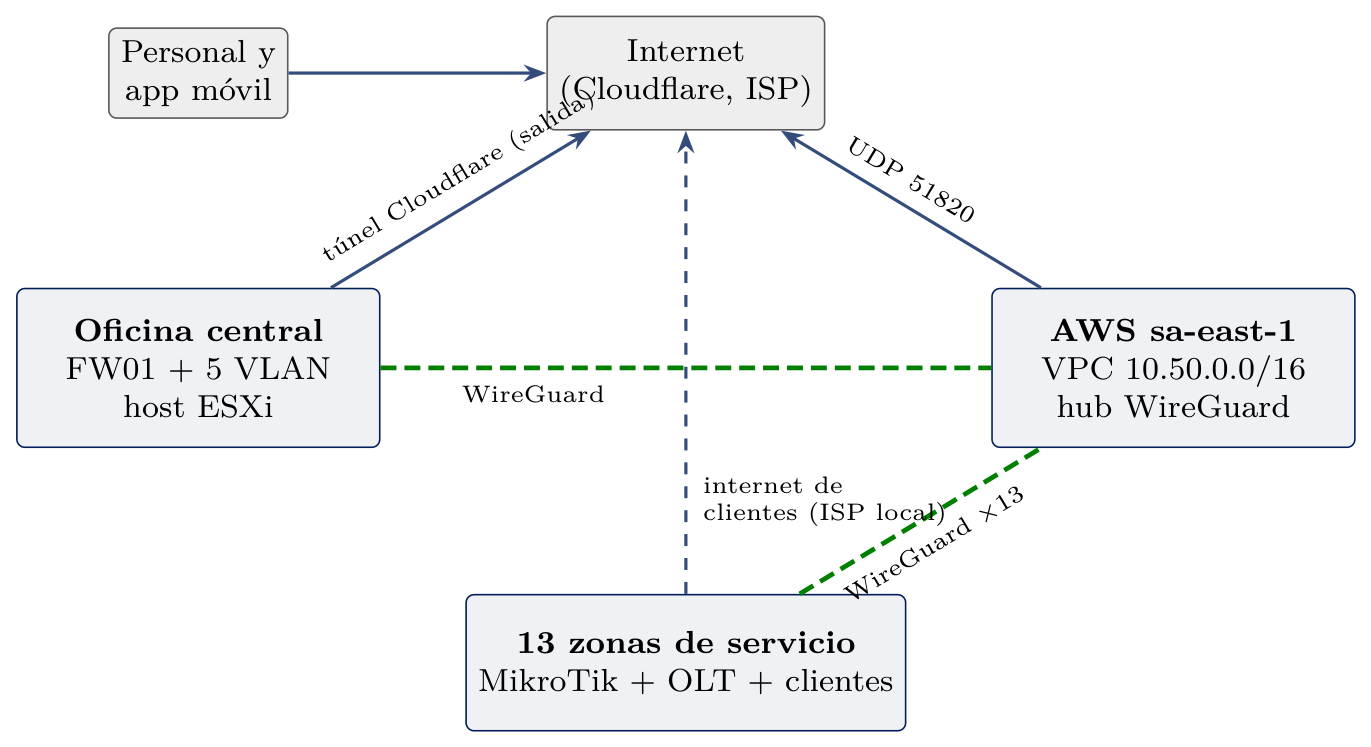 Personal y
app móvil
Internet
(Cloudflare, ISP)
túnel Cloudflare (salida)
UDP 51820
Oficina central
FW01 + 5 VLAN
host ESXi
AWS sa-east-1
VPC 10.50.0.0/16
hub WireGuard
WireGuard
internet de
clientes (ISP local)
WireGuard ×13
13 zonas de servicio
MikroTik + OLT + clientes